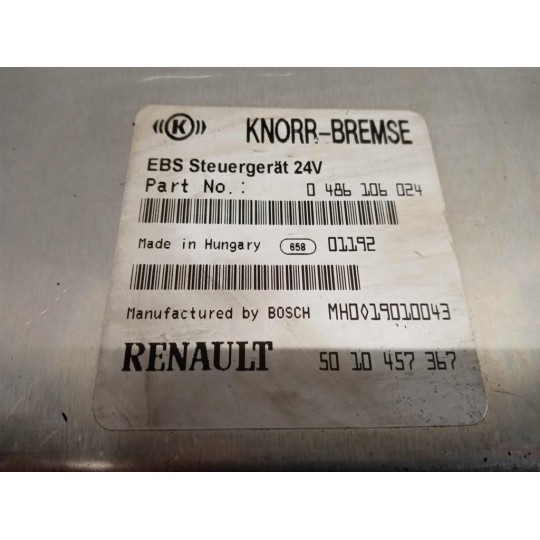 ((K)) KNORR-BREMSE
EBS Steuergerät 24V
Part No.: 0 486 106 024
Made in Hungary 658 01192
Manufactured by BOSCH MH0019010043
RENAULT 50 10 457 367